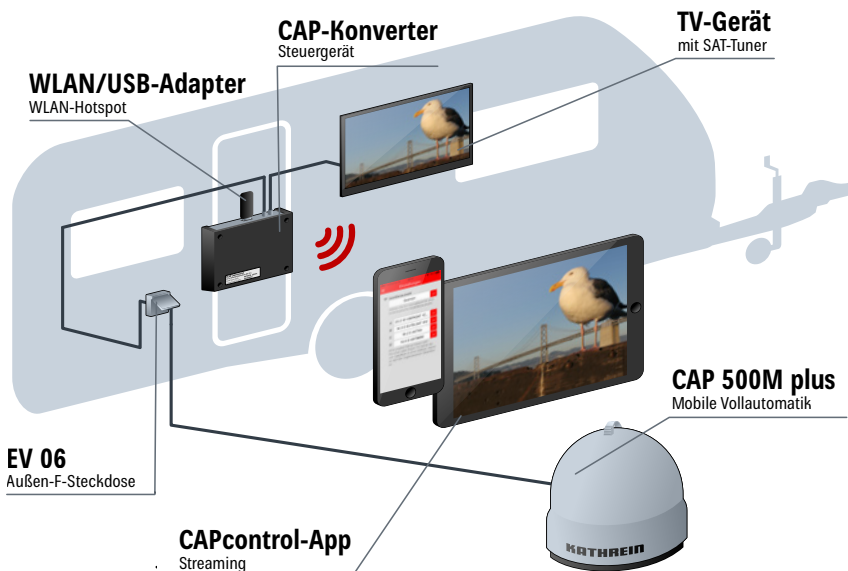 CAP-Konverter
Steuergerät
TV-Gerät
mit SAT-Tuner
WLAN/USB-Adapter
WLAN-Hotspot
CAP 500M plus
Mobile Vollautomatik
EV 06
Außen-F-Steckdose
CAPcontrol-App
Streaming
KATHREIN